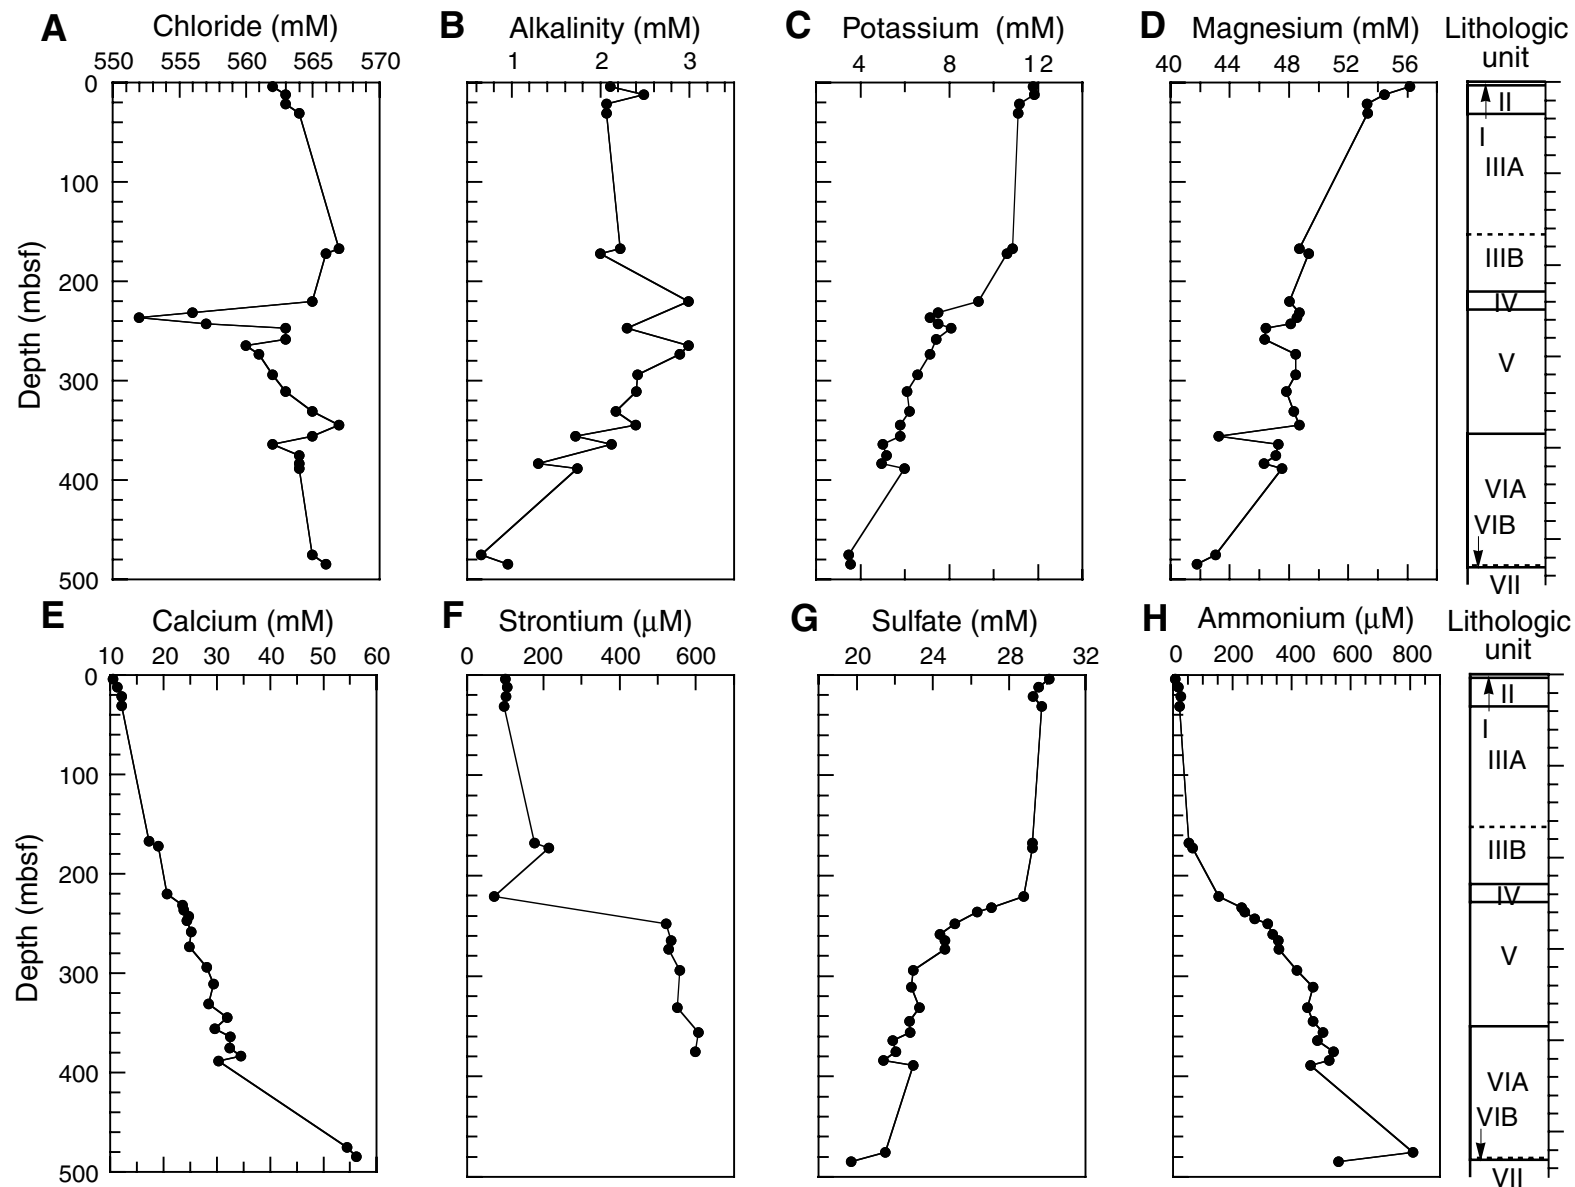 A Chloride (mM) B Alkalinity (mM) C Potassium (mM) D Magnesium (mM) Lithologic unit
550 555 560 565 570 1 2 3 4 8 12 40 44 48 52 56
0
100
200
300
400
500
Depth (mbsf)
II
I
IIIA
IIIB
IV
V
VIA
VIB
VII
E Calcium (mM) F Strontium (μM) G Sulfate (mM) H Ammonium (μM) Lithologic unit
10 20 30 40 50 60 0 200 400 600 20 24 28 32 0 200 400 600 800
0
100
200
300
400
500
Depth (mbsf)
II
I
IIIA
IIIB
IV
V
VIA
VIB
VII